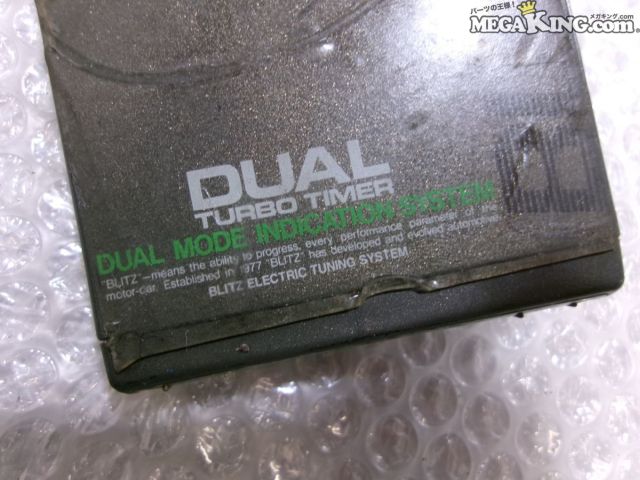 パーツの王様! メガキング.com
MEGAKING.com
DUAL
TURBO TIMER
DUAL MODE INDICATION SYSTEM
"BLITZ"-means the ability to progress, every performance parameter of the
motor-car. Established in 1977 "BLITZ" has developed and evolved automotive
BLITZ ELECTRIC TUNING SYSTEM